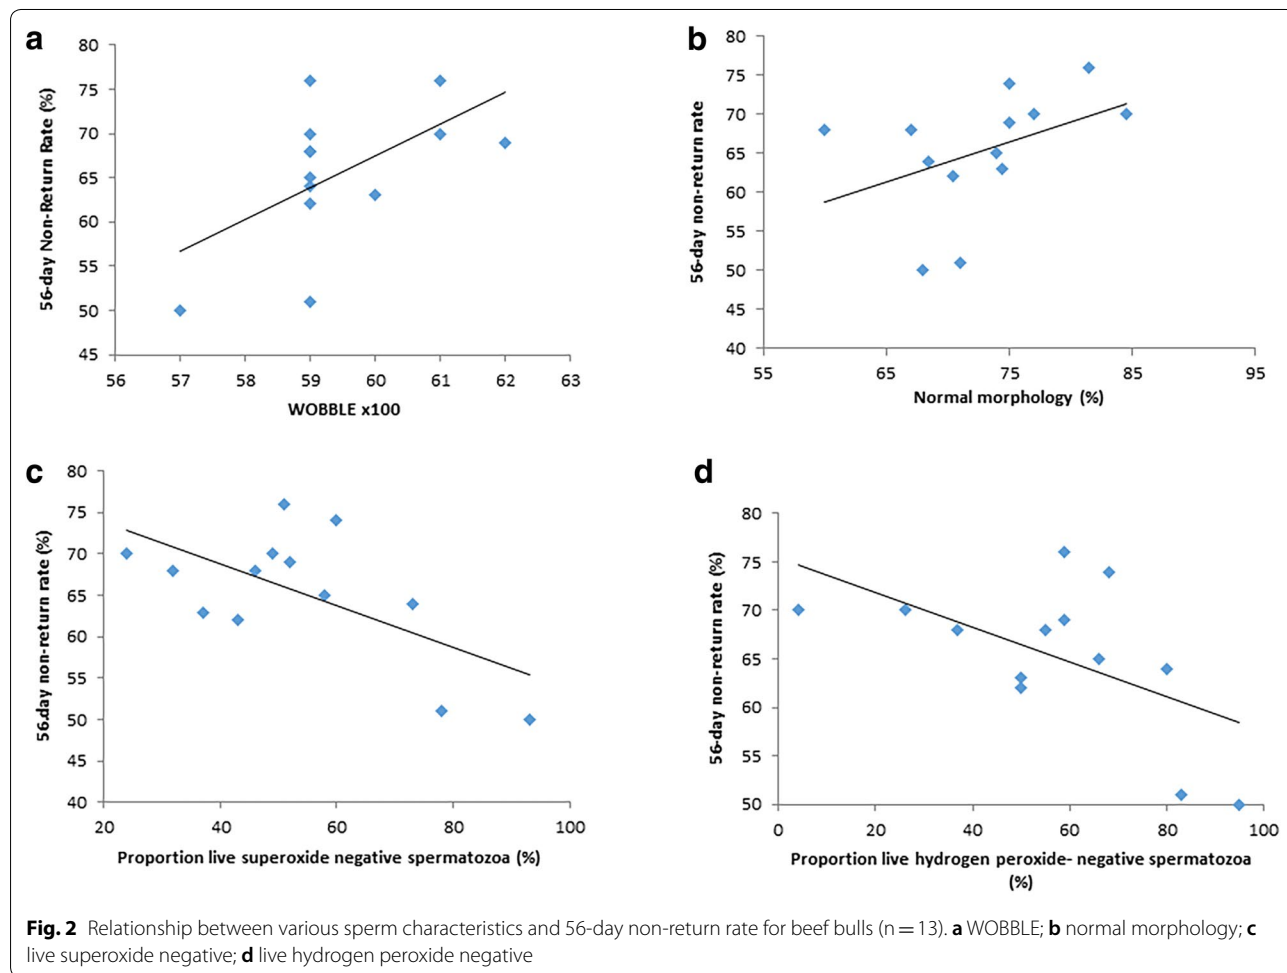 a
80
75
70
65
60
55
50
45
56 57 58 59 60 61 62 63
56-day Non-Return Rate (%)
WOBBLE x100
b
80
75
70
65
60
55
50
45
40
55 65 75 85 95
56-day non-return rate
Normal morphology (%)
c
80
75
70
65
60
55
50
45
40
20 40 60 80 100
56.day non-return rate (%)
Proportion live superoxide negative spermatozoa (%)
d
80
75
70
65
60
55
50
0 20 40 60 80 100
56-day non-return rate (%)
Proportion live hydrogen peroxide- negative spermatozoa
(%)
Fig. 2 Relationship between various sperm characteristics and 56-day non-return rate for beef bulls (n = 13). a WOBBLE; b normal morphology; c
live superoxide negative; d live hydrogen peroxide negative